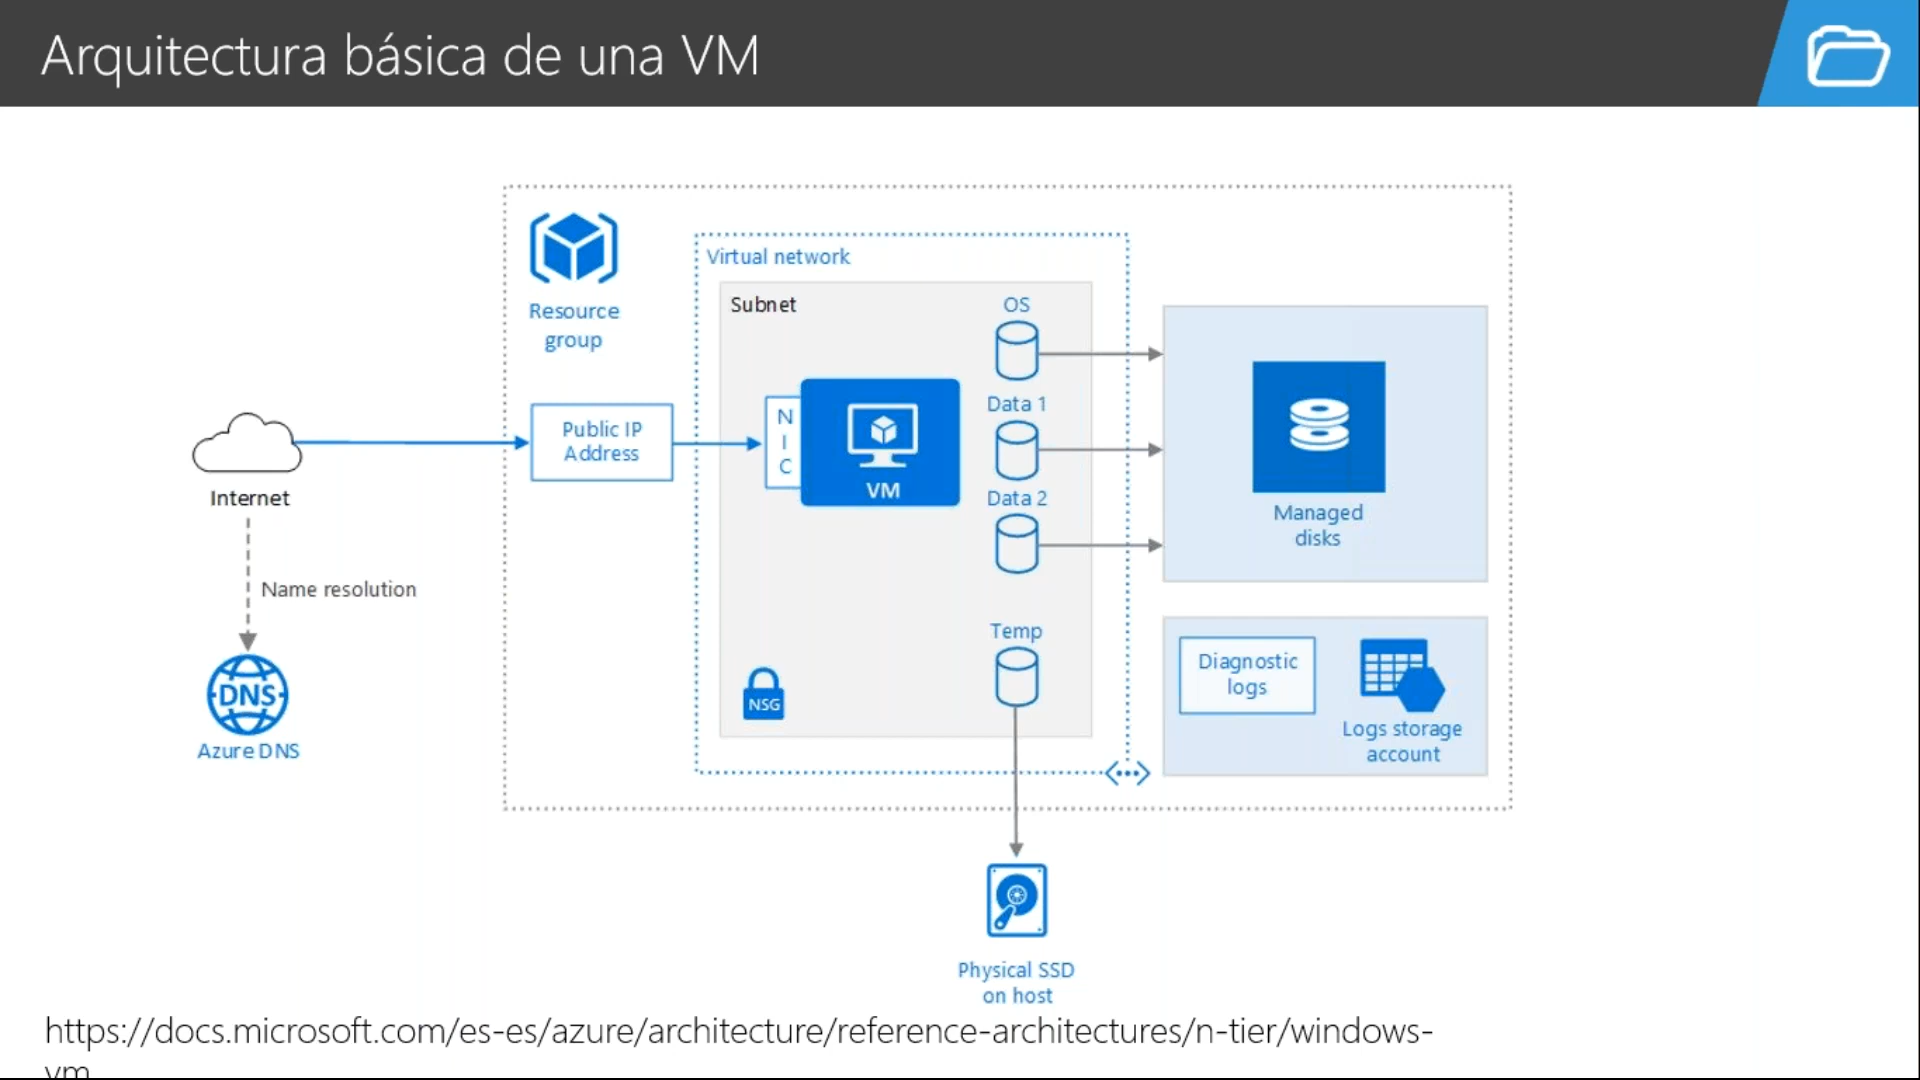 Arquitectura básica de una VM
Resource
group
Virtual network
Subnet
OS
Data 1
Data 2
Temp
Public IP
Address
N
I
C
VM
NSG
Internet
Name resolution
DNS
Azure DNS
Managed
disks
Diagnostic
logs
Logs storage
account
Physical SSD
on host
https://docs.microsoft.com/es-es/azure/architecture/reference-architectures/n-tier/windows-
vm